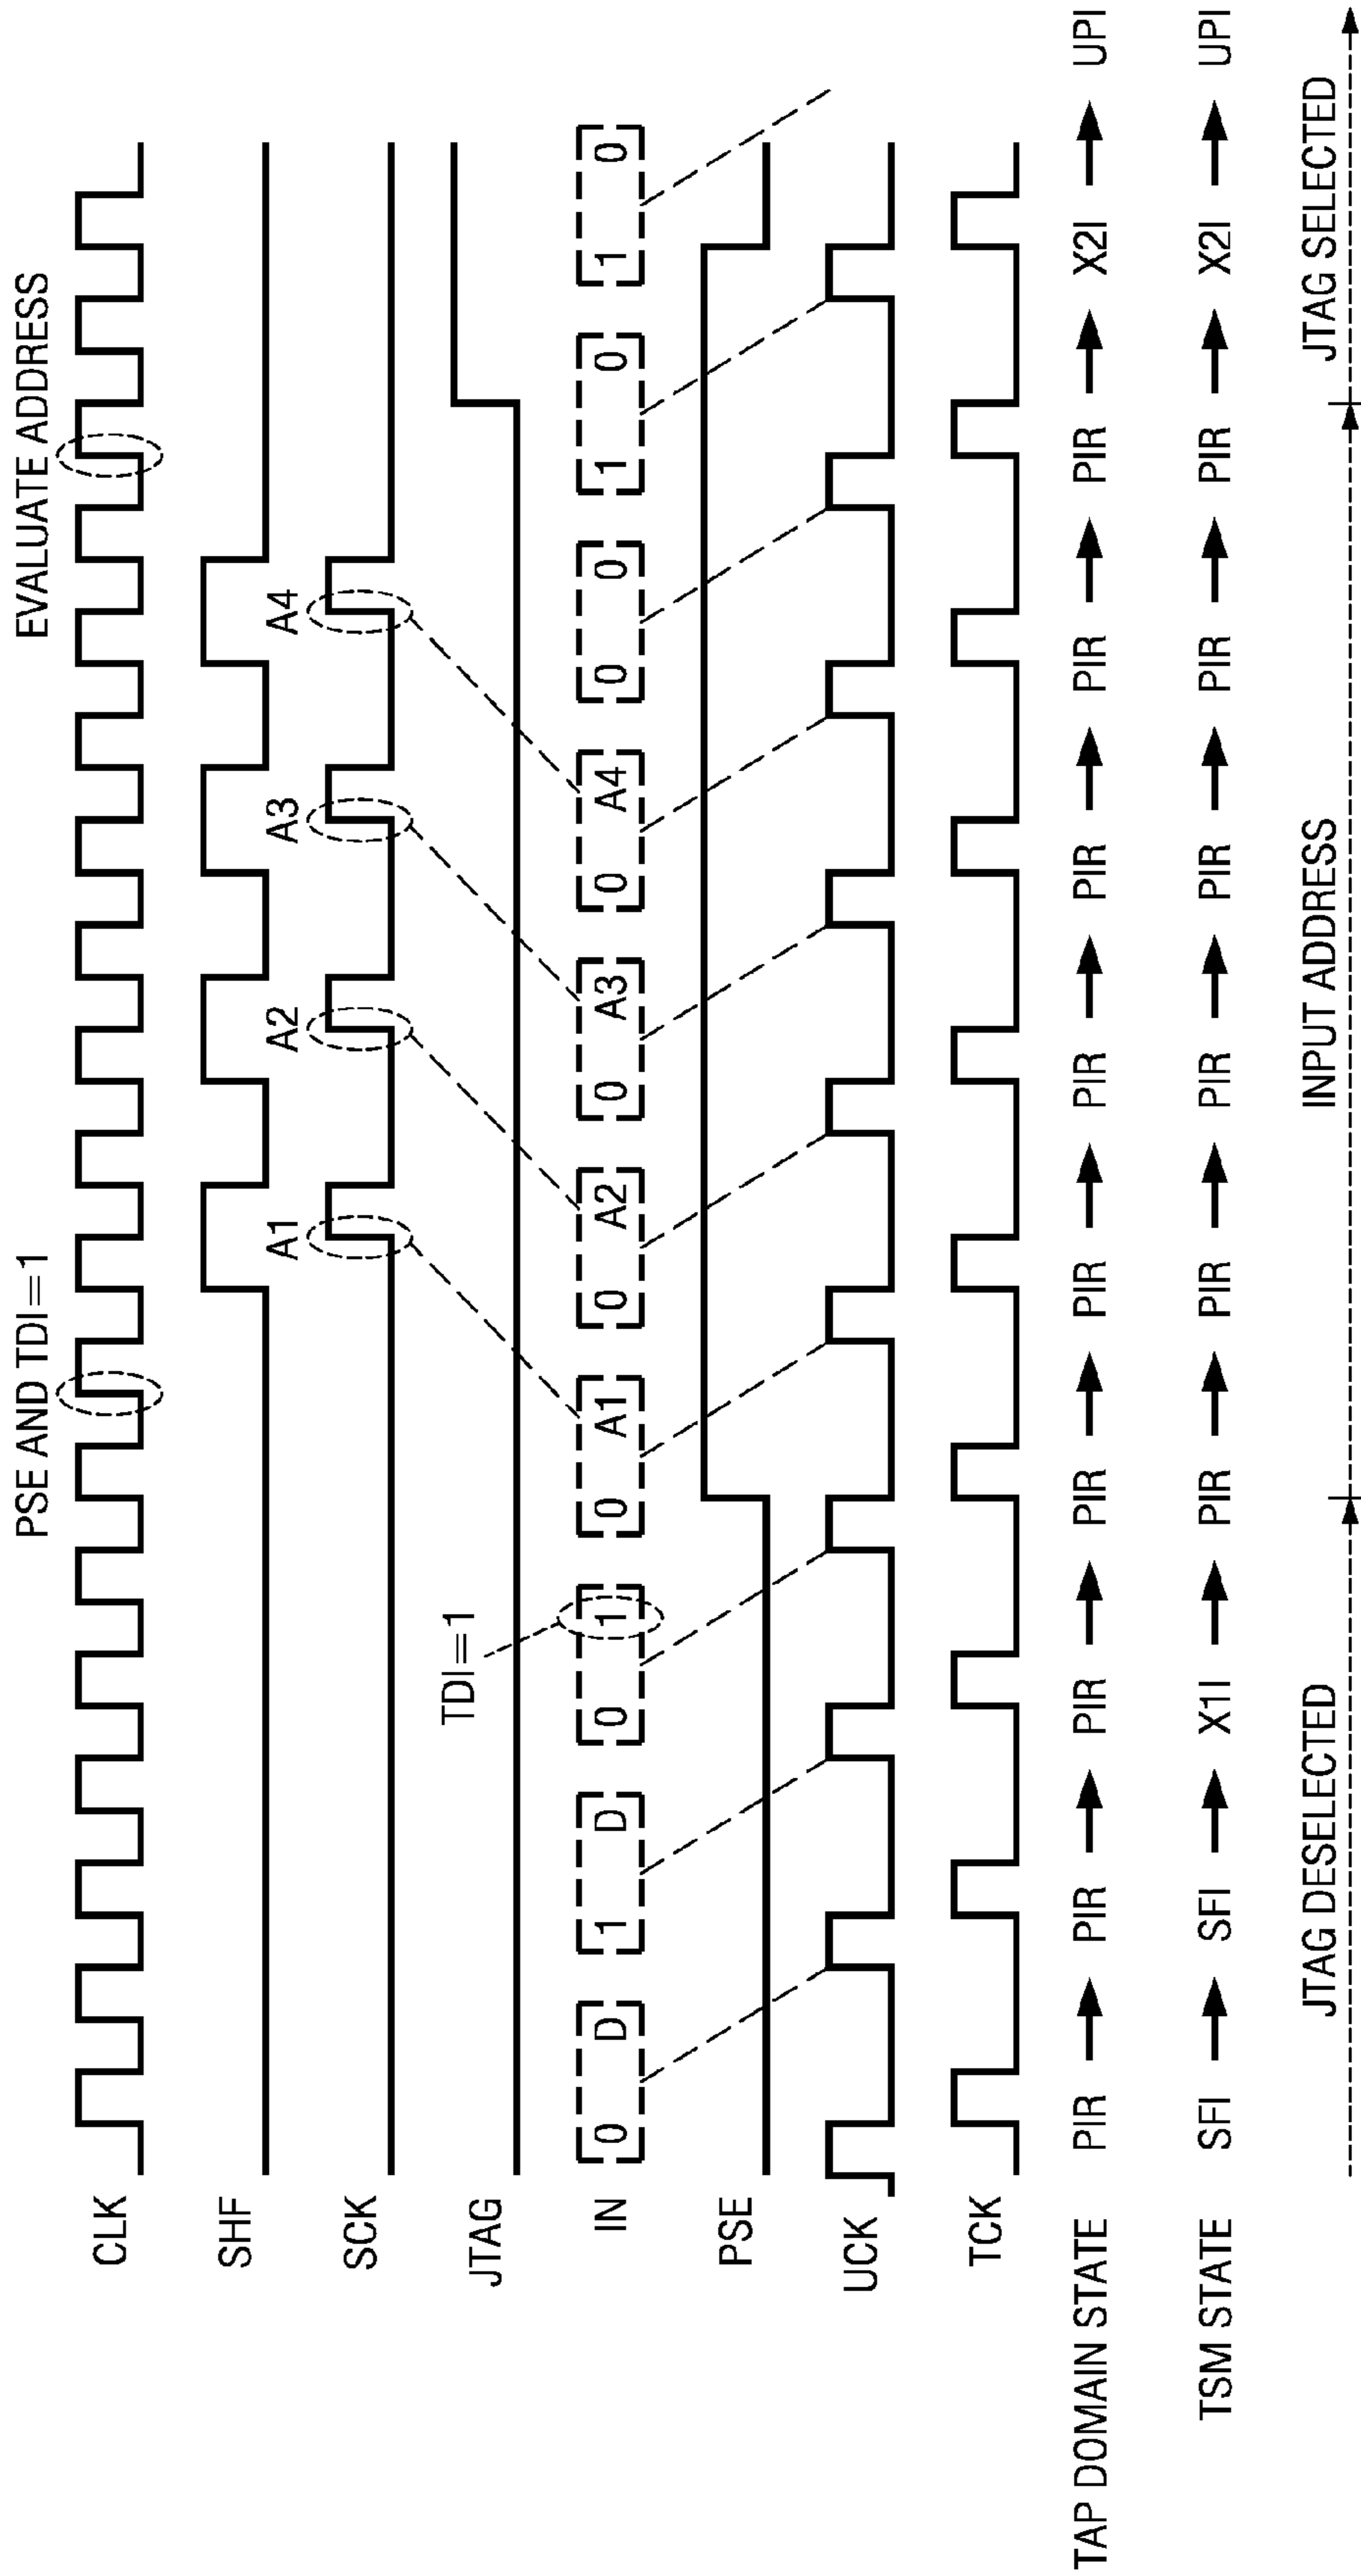 PSE AND TDI=1 EVALUATE ADDRESS
CLK
SHF
A1 A2 A3 A4
SCK
TDI=1
JTAG
IN 0 D 1 D 0 1 0 A1 0 A2 0 A3 0 A4 0 0 1 0 1 0
PSE
UCK
TCK
TAP DOMAIN STATE PIR PIR PIR PIR PIR PIR PIR PIR PIR X2I UPI
TSM STATE SFI SFI X1I PIR PIR PIR PIR PIR PIR X2I UPI
JTAG DESELECTED INPUT ADDRESS JTAG SELECTED